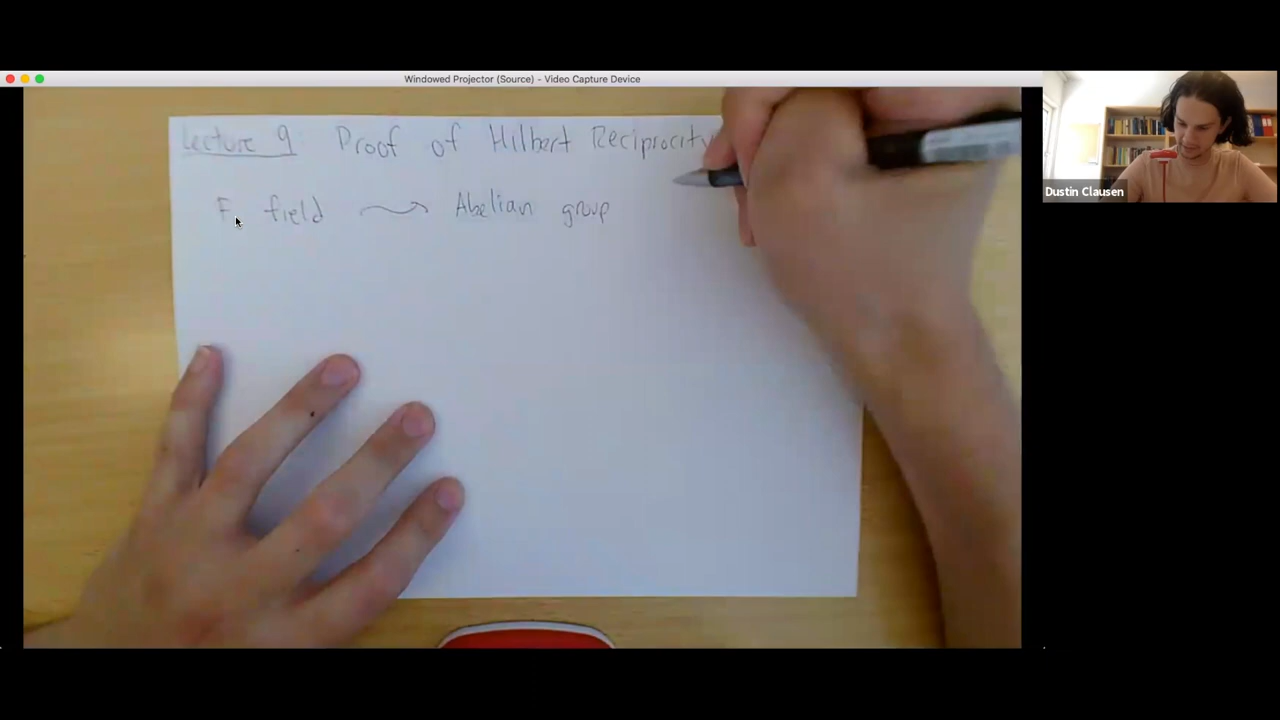 Windowed Projector (Source) - Video Capture Device
Lecture 9 Proof of Hilbert Reciprocity
F field ⟿ Abelian group
Dustin Clausen